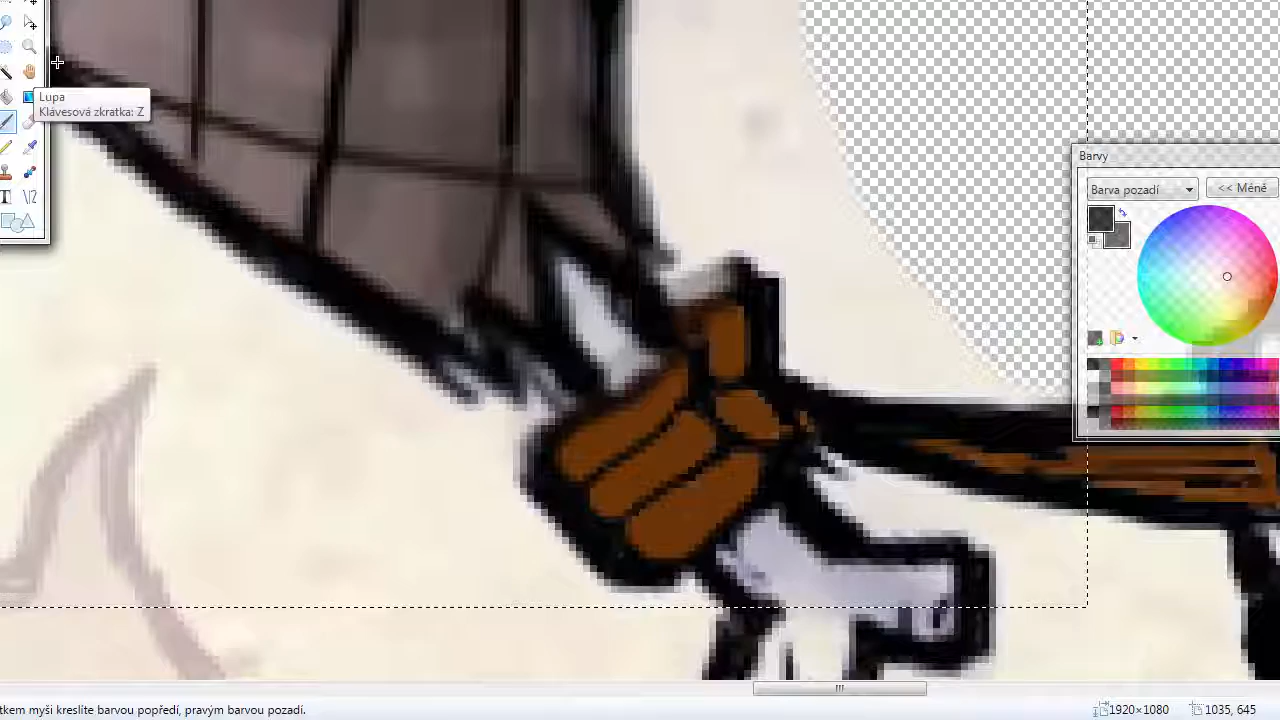 Lupa
Klávesová zkratka: Z
Barvy
Barva pozadí
<< Méně
tkem myši kreslíte barvou popředí, pravým barvou pozadí.
1920×1080
1035, 645